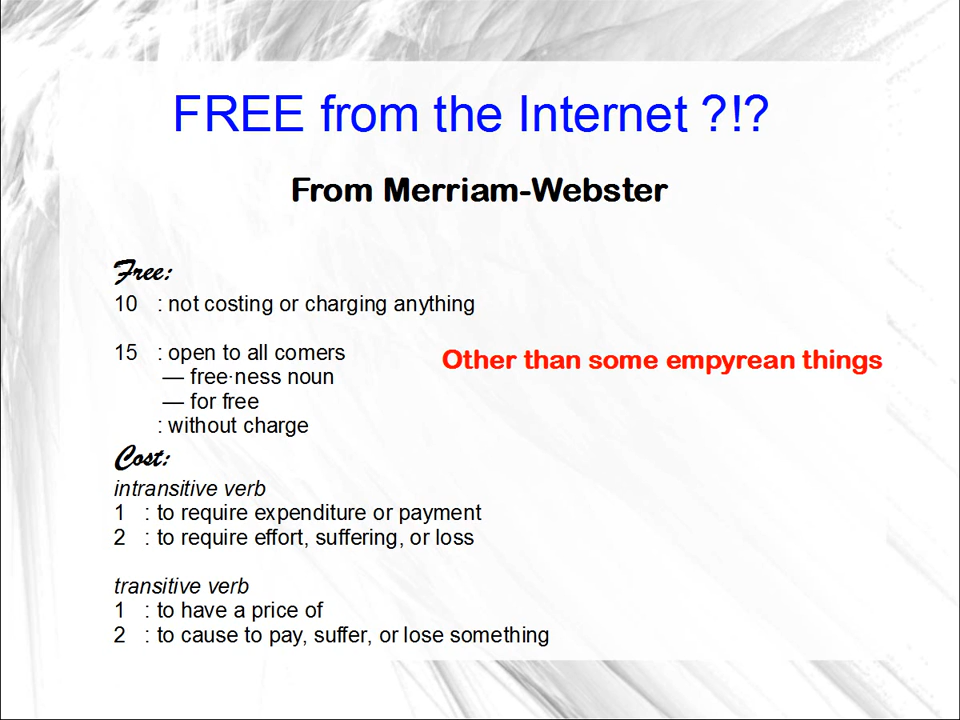 FREE from the Internet ?!?
From Merriam-Webster
Free:
10 : not costing or charging anything
15 : open to all comers
— free·ness noun
— for free
: without charge
Other than some empyrean things
Cost:
intransitive verb
1 : to require expenditure or payment
2 : to require effort, suffering, or loss
transitive verb
1 : to have a price of
2 : to cause to pay, suffer, or lose something